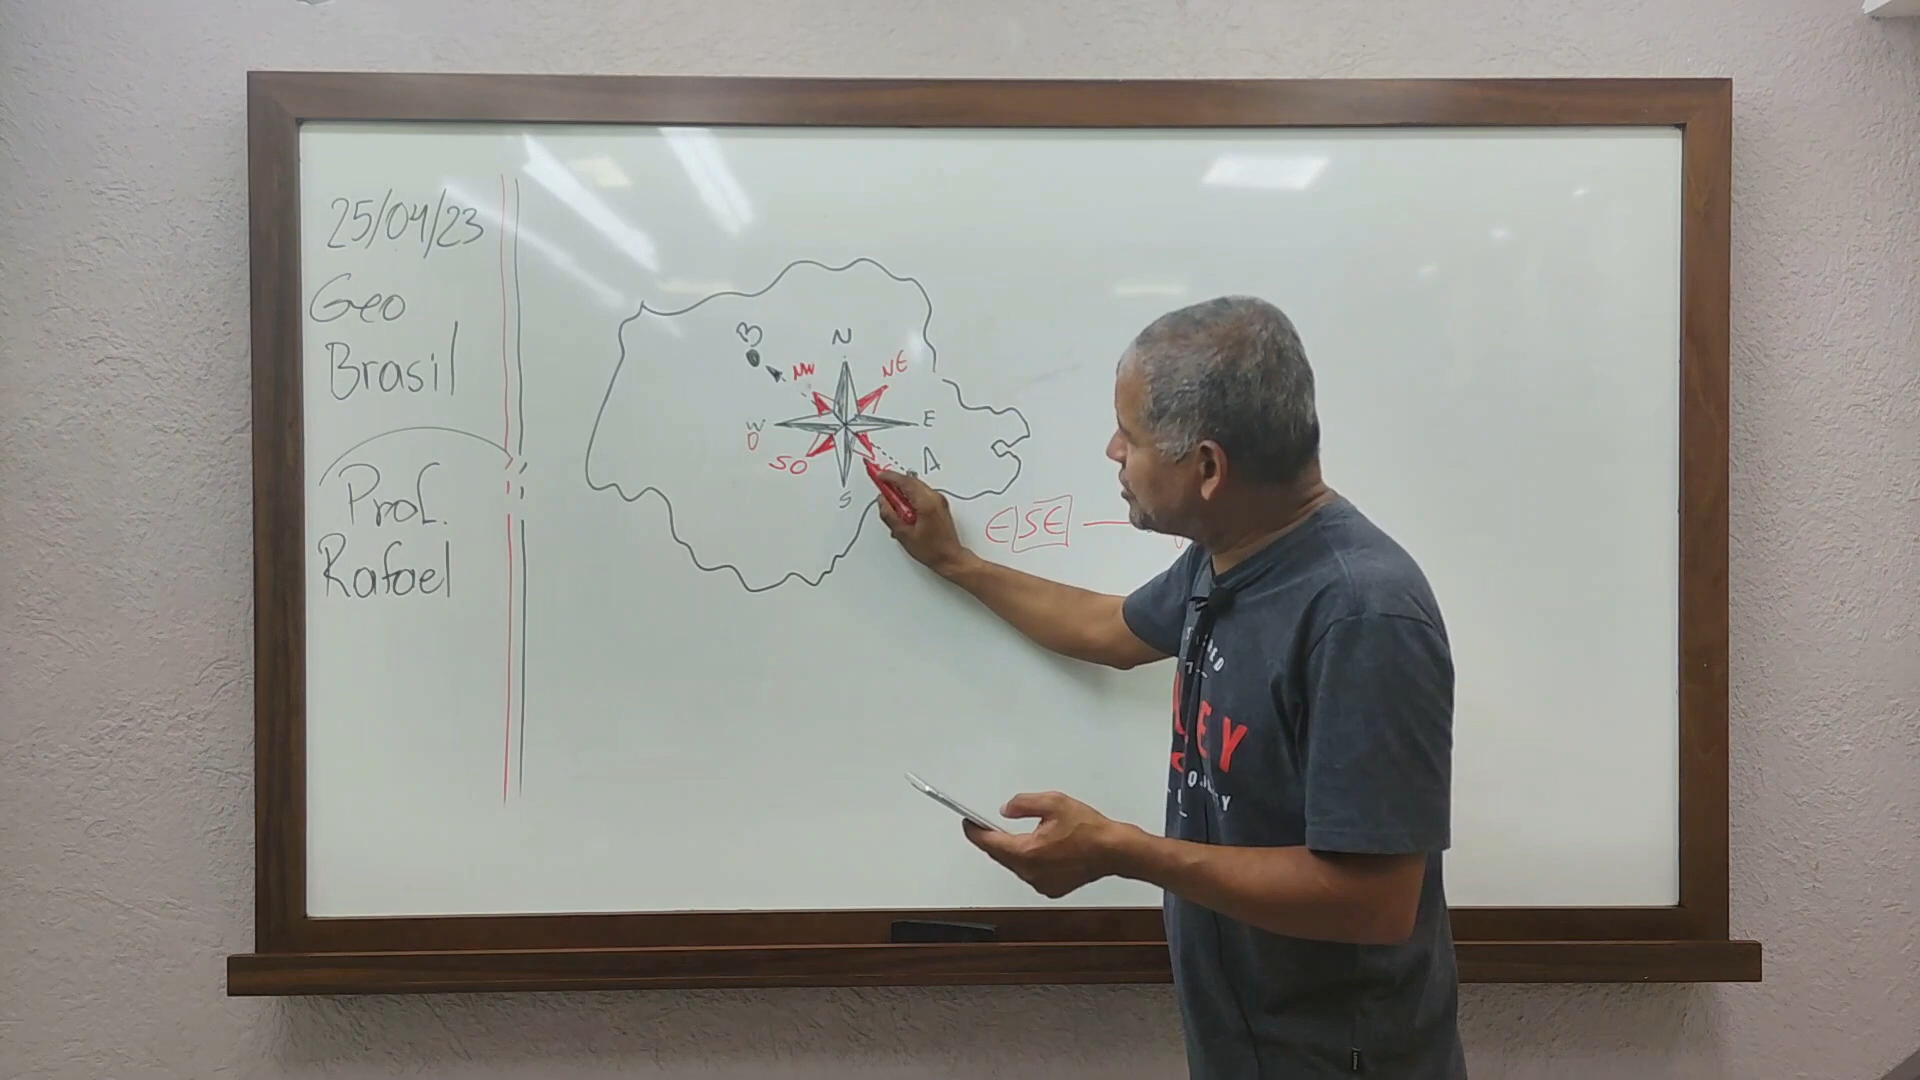 25/04/23
Geo
Brasil
Prof.
Rafael
B
N
NW
NE
W
E
O
SO
A
S
ESE